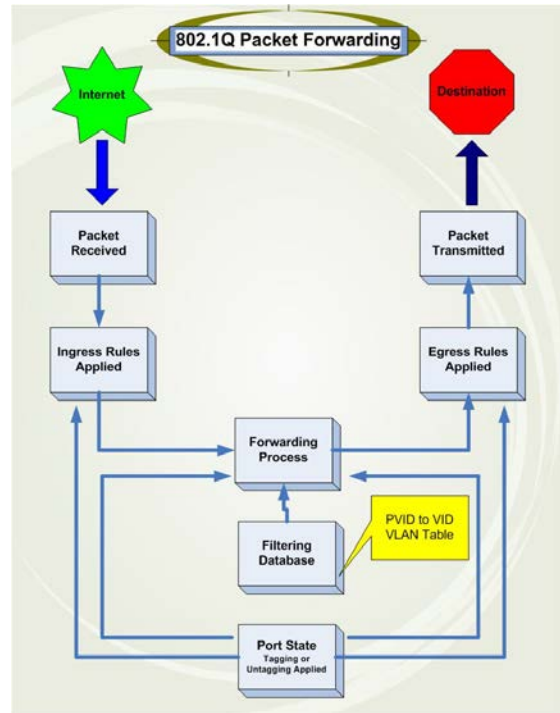 802.1Q Packet Forwarding
Internet
Destination
Packet
Received
Packet
Transmitted
Ingress Rules
Applied
Egress Rules
Applied
Forwarding
Process
PVID to VID
VLAN Table
Filtering
Database
Port State
Tagging or
Untagging Applied